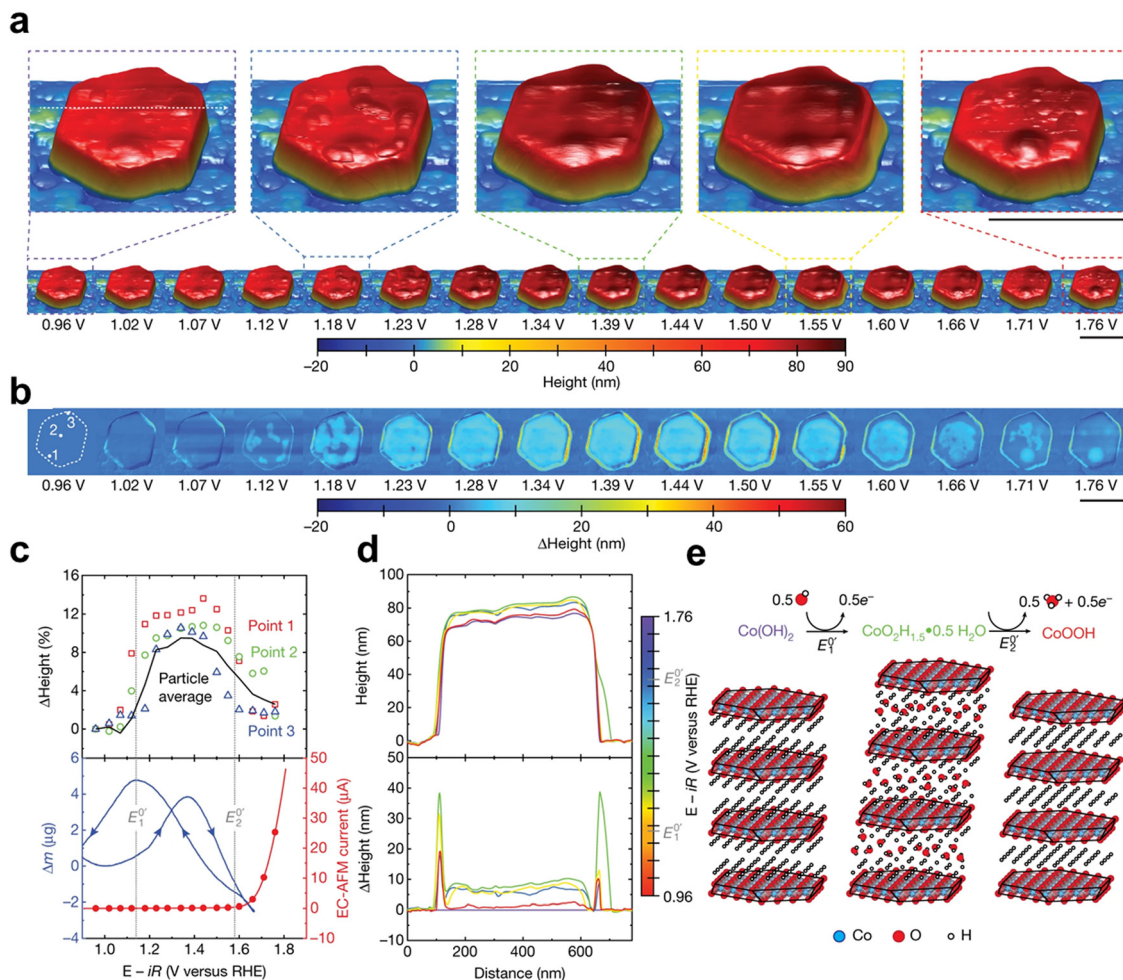 a
0.96 V 1.02 V 1.07 V 1.12 V 1.18 V 1.23 V 1.28 V 1.34 V 1.39 V 1.44 V 1.50 V 1.55 V 1.60 V 1.66 V 1.71 V 1.76 V
−20 0 20 40 60 90
Height (nm)
b
1 2 3
0.96 V 1.02 V 1.07 V 1.12 V 1.18 V 1.23 V 1.28 V 1.34 V 1.39 V 1.44 V 1.50 V 1.55 V 1.60 V 1.66 V 1.71 V 1.76 V
−20 0 20 40 60
ΔHeight (nm)
c
16
12
8
4
0
ΔHeight (%)
Point 1
Point 2
Particle
average
Point 3
6
4
2
0
−2
−4
Δm (µg)
E₁⁰′
E₂⁰′
50
40
30
20
10
0
−10
EC-AFM current (µA)
1.0 1.2 1.4 1.6 1.8
E – iR (V versus RHE)
d
100
75
50
25
0
Height (nm)
50
40
30
20
10
0
−10
ΔHeight (nm)
0 200 400 600
Distance (nm)
1.76
E₂⁰′
E₁⁰′
0.96
E – iR (V versus RHE)
e
0.5 0.5e⁻ 0.5 + 0.5e⁻
Co(OH)₂ CoO₂H₁.₅•0.5 H₂O CoOOH
E₁⁰′ E₂⁰′
Co O H